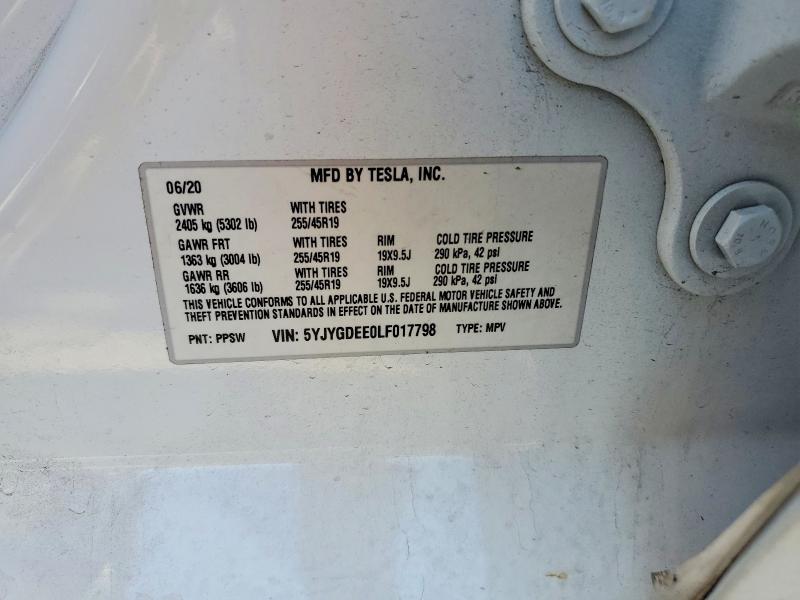 06/20 MFD BY TESLA, INC.
GVWR WITH TIRES
2405 kg (5302 lb) 255/45R19
GAWR FRT WITH TIRES RIM COLD TIRE PRESSURE
1363 kg (3004 lb) 255/45R19 19X9.5J 290 kPa, 42 psi
GAWR RR WITH TIRES RIM COLD TIRE PRESSURE
1636 kg (3606 lb) 255/45R19 19X9.5J 290 kPa, 42 psi
THIS VEHICLE CONFORMS TO ALL APPLICABLE U.S. FEDERAL MOTOR VEHICLE SAFETY AND
THEFT PREVENTION STANDARDS IN EFFECT ON THE DATE OF MANUFACTURE SHOWN ABOVE.
PNT: PPSW VIN: 5YJYGDEE0LF017798 TYPE: MPV